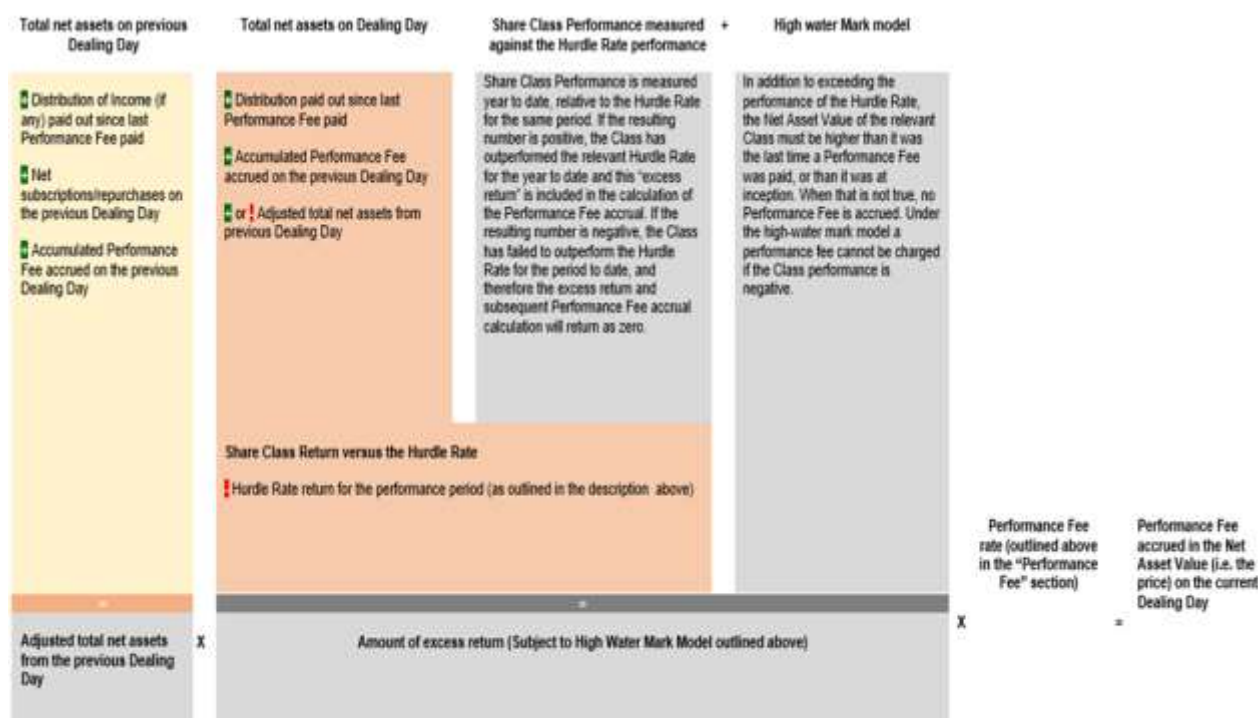 Total net assets on previous
Dealing Day
Total net assets on Dealing Day
Share Class Performance measured
against the Hurdle Rate performance
+
High water Mark model
+ Distribution of Income (if
any) paid out since last
Performance Fee paid
+ Net
subscriptions/repurchases on
the previous Dealing Day
+ Accumulated Performance
Fee accrued on the previous
Dealing Day
+ Distribution paid out since last
Performance Fee paid
+ Accumulated Performance Fee
accrued on the previous Dealing Day
+ or ! Adjusted total net assets from
previous Dealing Day
Share Class Performance is measured
year to date, relative to the Hurdle Rate
for the same period. If the resulting
number is positive, the Class has
outperformed the relevant Hurdle Rate
for the year to date and this "excess
return" is included in the calculation of
the Performance Fee accrual. If the
resulting number is negative, the Class
has failed to outperform the Hurdle
Rate for the period to date, and
therefore the excess return and
subsequent Performance Fee accrual
calculation will return as zero.
In addition to exceeding the
performance of the Hurdle Rate,
the Net Asset Value of the relevant
Class must be higher than it was
the last time a Performance Fee
was paid, or than it was at
inception. When that is not true, no
Performance Fee is accrued. Under
the high-water mark model a
performance fee cannot be charged
if the Class performance is
negative.
Share Class Return versus the Hurdle Rate
! Hurdle Rate return for the performance period (as outlined in the description above)
=
=
Adjusted total net assets
from the previous Dealing
Day
X
Amount of excess return (Subject to High Water Mark Model outlined above)
X
Performance Fee
rate (outlined above
in the "Performance
Fee" section)
=
Performance Fee
accrued in the Net
Asset Value (i.e. the
price) on the current
Dealing Day